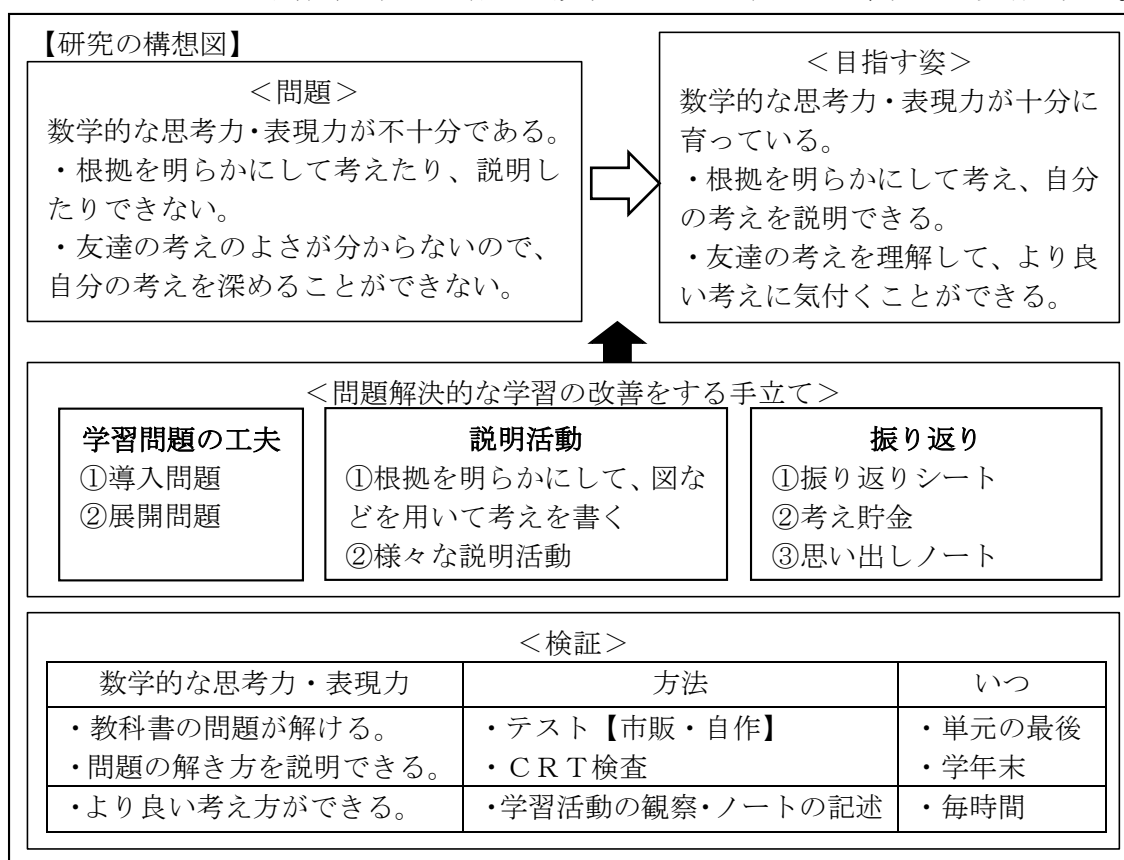 【研究の構想図】
＜問題＞
数学的な思考力・表現力が不十分である。
・根拠を明らかにして考えたり、説明し
たりできない。
・友達の考えのよさが分からないので、
自分の考えを深めることができない。
＜目指す姿＞
数学的な思考力・表現力が十分に
育っている。
・根拠を明らかにして考え、自分
の考えを説明できる。
・友達の考えを理解して、より良
い考えに気付くことができる。
＜問題解決的な学習の改善をする手立て＞
学習問題の工夫
①導入問題
②展開問題
説明活動
①根拠を明らかにして、図な
どを用いて考えを書く
②様々な説明活動
振り返り
①振り返りシート
②考え貯金
③思い出しノート
＜検証＞
数学的な思考力・表現力 方法 いつ
・教科書の問題が解ける。 ・テスト【市販・自作】 ・単元の最後
・問題の解き方を説明できる。 ・ＣＲＴ検査 ・学年末
・より良い考え方ができる。 ・学習活動の観察・ノートの記述 ・毎時間